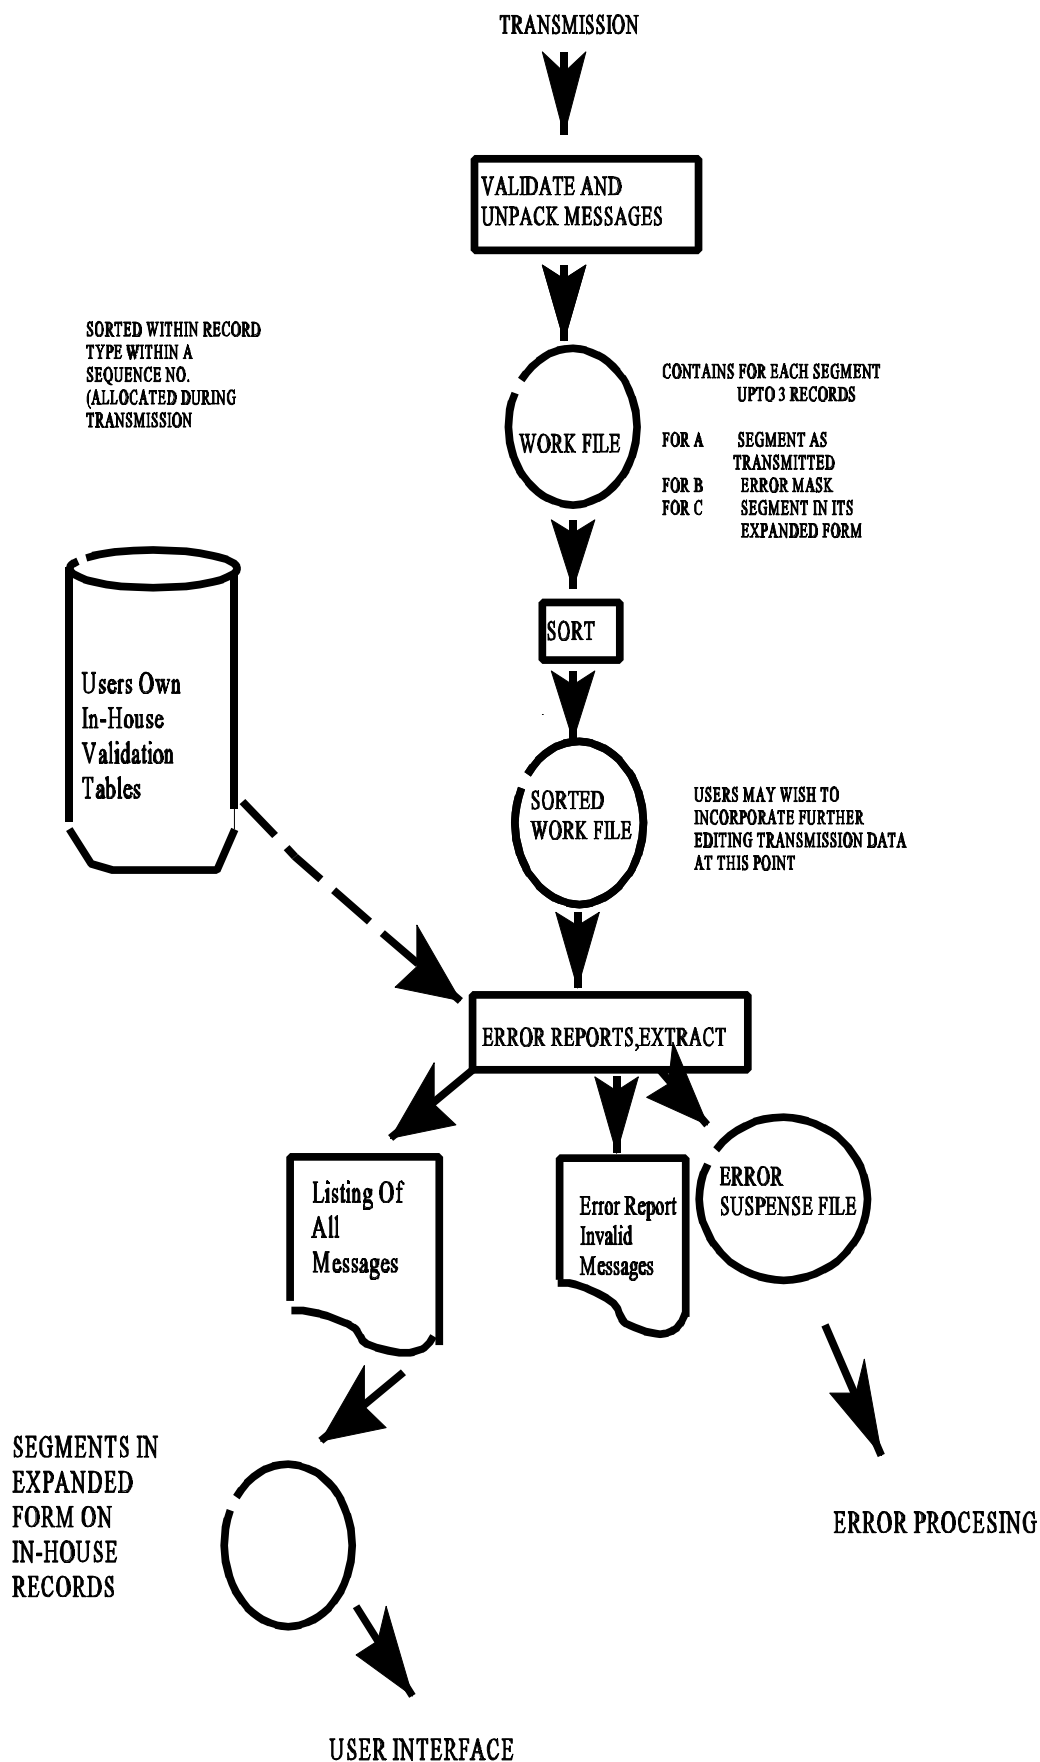 TRANSMISSION
VALIDATE AND
UNPACK MESSAGES
SORTED WITHIN RECORD
TYPE WITHIN A
SEQUENCE NO.
(ALLOCATED DURING
TRANSMISSION
WORK FILE
CONTAINS FOR EACH SEGMENT
UPTO 3 RECORDS
FOR A SEGMENT AS
TRANSMITTED
FOR B ERROR MASK
FOR C SEGMENT IN ITS
EXPANDED FORM
SORT
Users Own
In-House
Validation
Tables
SORTED
WORK FILE
USERS MAY WISH TO
INCORPORATE FURTHER
EDITING TRANSMISSION DATA
AT THIS POINT
ERROR REPORTS,EXTRACT
Listing Of
All
Messages
Error Report
Invalid
Messages
ERROR
SUSPENSE FILE
SEGMENTS IN
EXPANDED
FORM ON
IN-HOUSE
RECORDS
ERROR PROCESING
USER INTERFACE